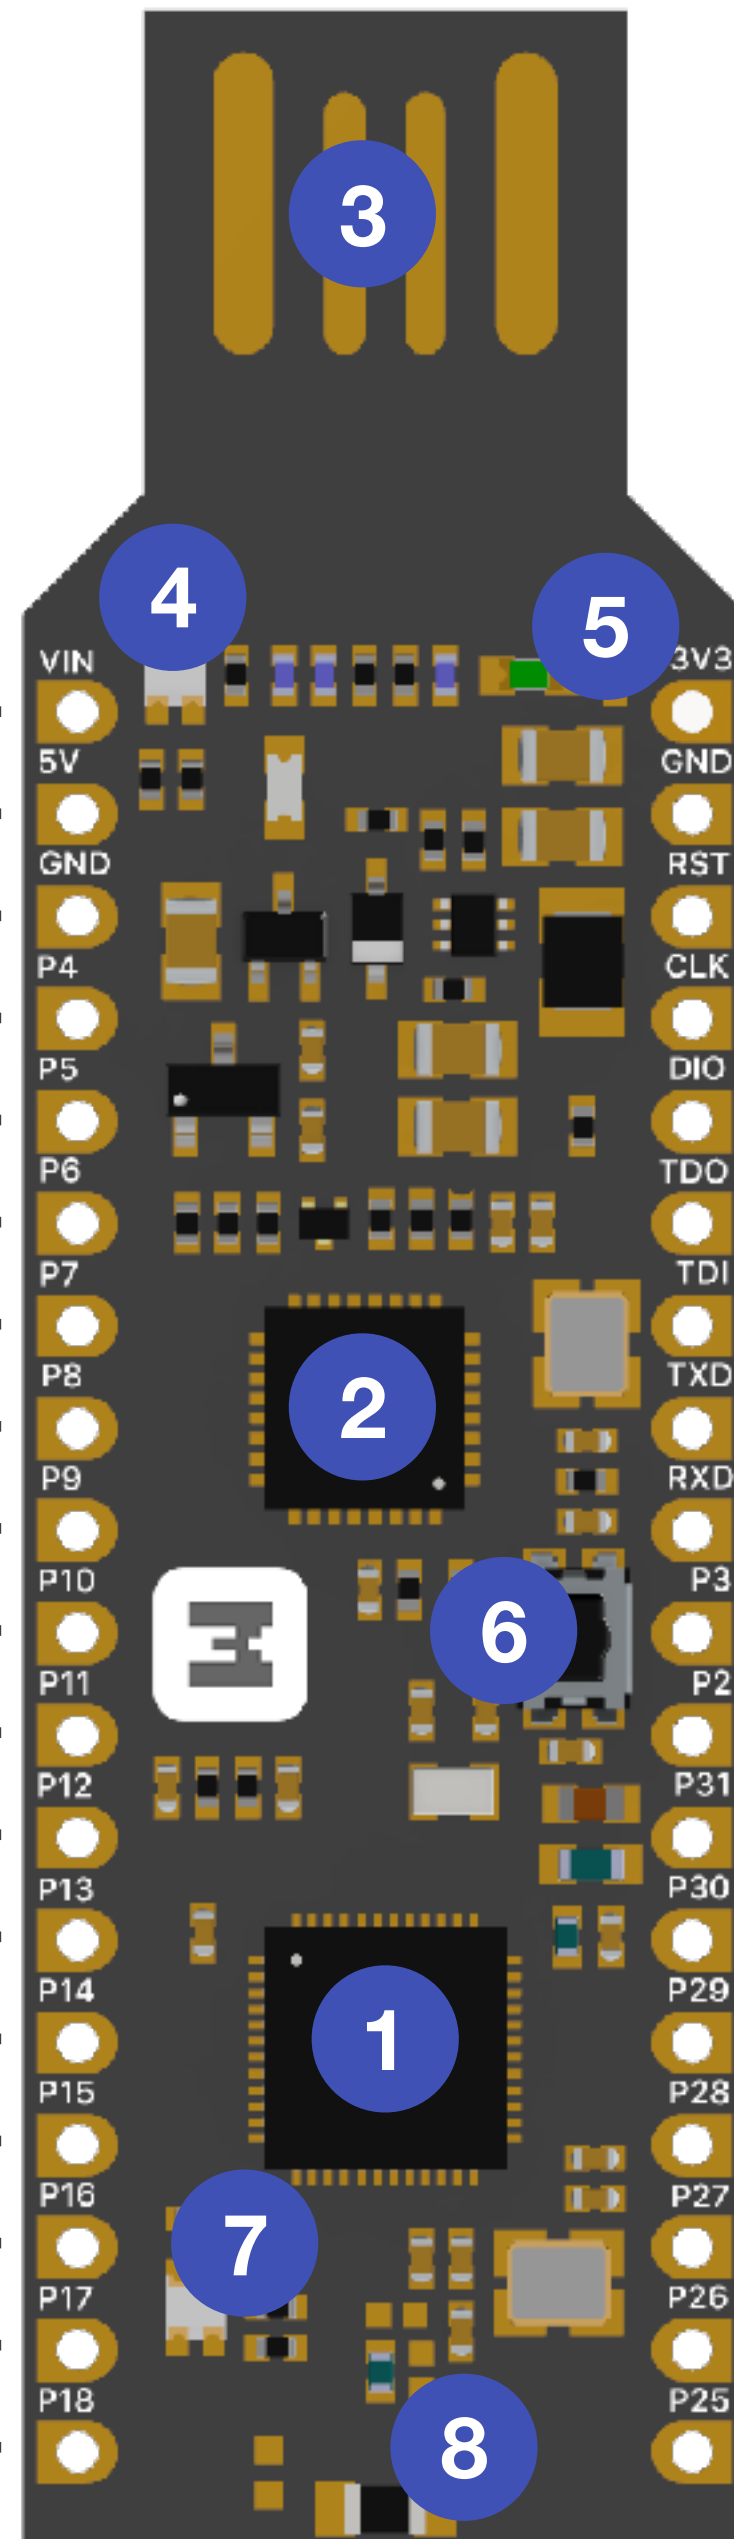 3
4
5
VIN 3V3
5V GND
GND RST
P4 CLK
P5 DIO
P6 TDO
P7 TDI
P8 TXD
2
P9 RXD
P10 P3
6
P11 P2
P12 P31
P13 P30
P14 P29
1
P15 P28
P16 P27
7
P17 P26
P18 P25
8